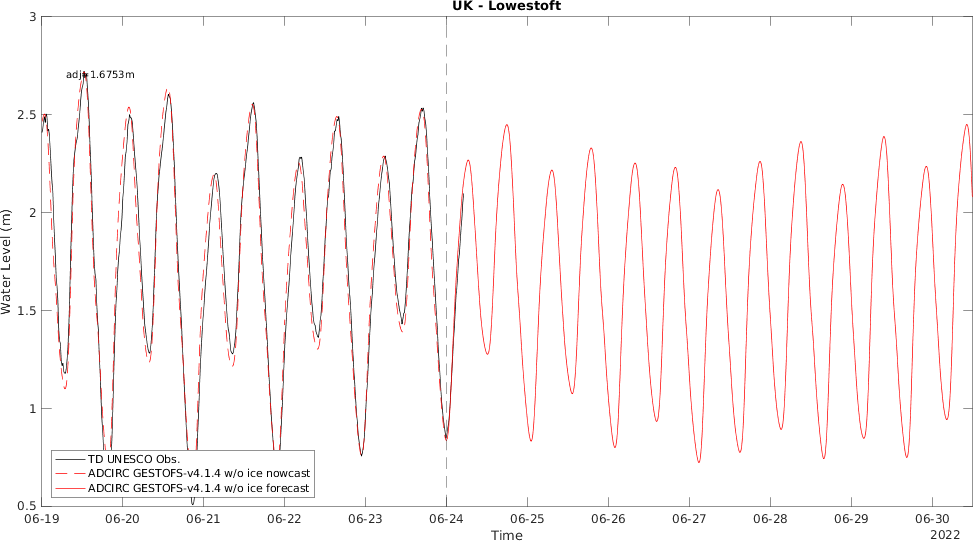 UK - Lowestoft
3
adj=1.6753m
2.5
2
Water Level (m)
1.5
1
TD UNESCO Obs.
ADCIRC GESTOFS-v4.1.4 w/o ice nowcast
ADCIRC GESTOFS-v4.1.4 w/o ice forecast
0.5
06-19 06-20 06-21 06-22 06-23 06-24 06-25 06-26 06-27 06-28 06-29 06-30
Time
2022